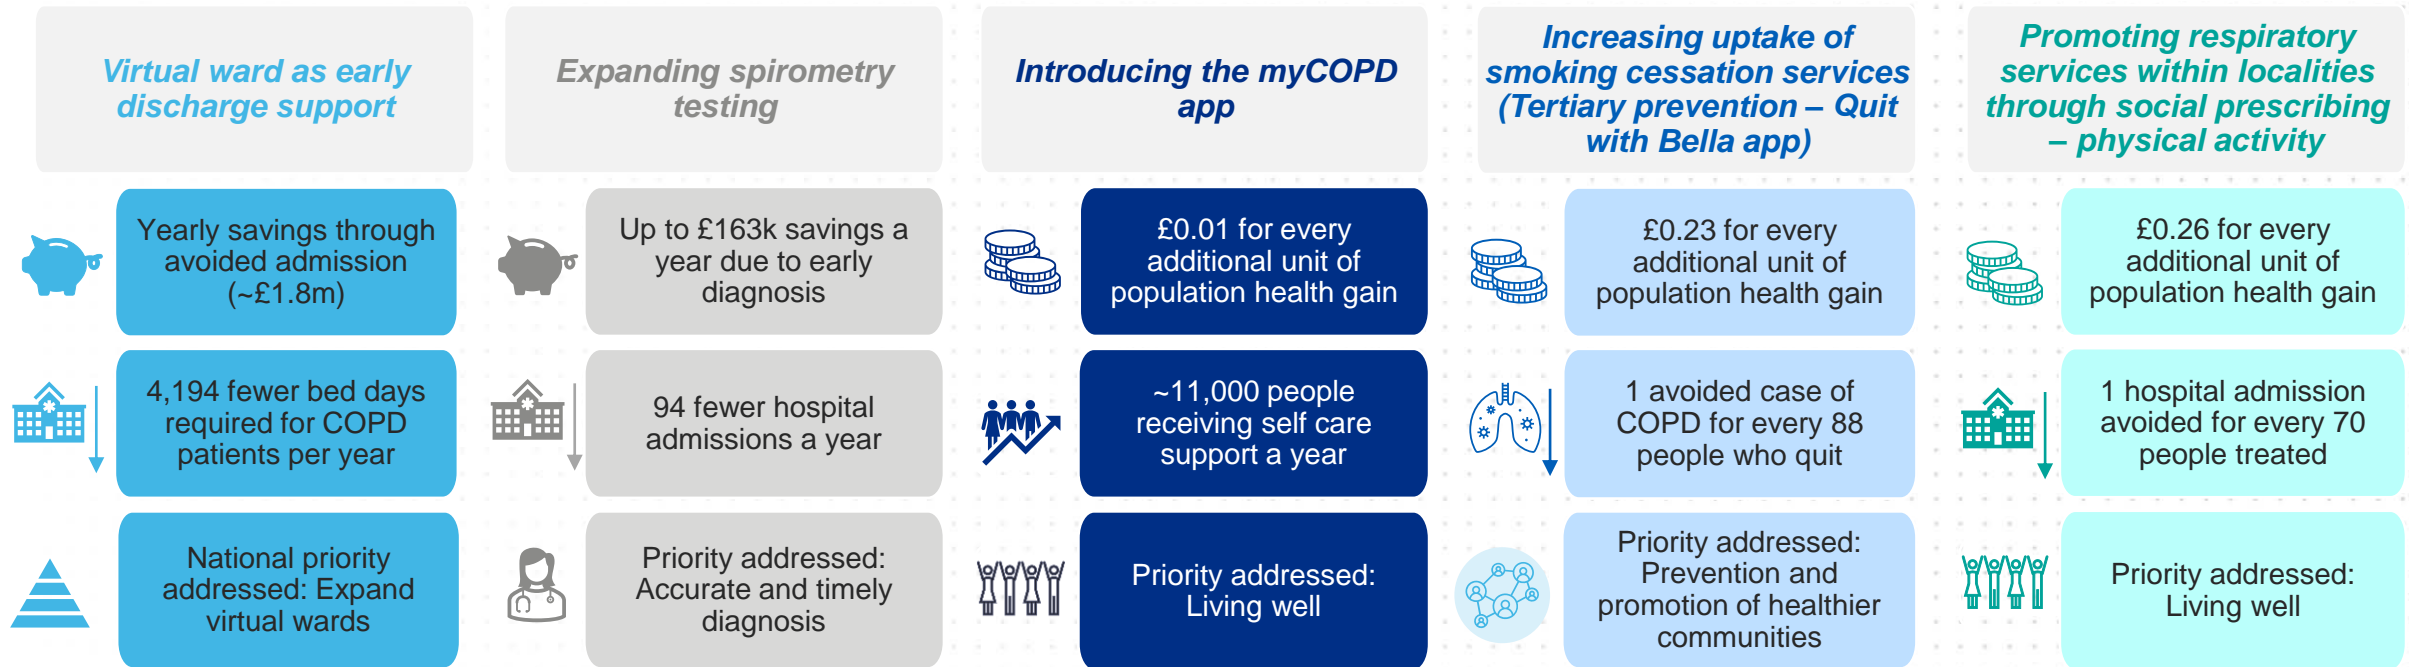 Virtual ward as early
discharge support
Expanding spirometry
testing
Introducing the myCOPD
app
Increasing uptake of
smoking cessation services
(Tertiary prevention – Quit
with Bella app)
Promoting respiratory
services within localities
through social prescribing
– physical activity
Yearly savings through
avoided admission
(~£1.8m)
Up to £163k savings a
year due to early
diagnosis
£0.01 for every
additional unit of
population health gain
£0.23 for every
additional unit of
population health gain
£0.26 for every
additional unit of
population health gain
4,194 fewer bed days
required for COPD
patients per year
94 fewer hospital
admissions a year
~11,000 people
receiving self care
support a year
1 avoided case of
COPD for every 88
people who quit
1 hospital admission
avoided for every 70
people treated
National priority
addressed: Expand
virtual wards
Priority addressed:
Accurate and timely
diagnosis
Priority addressed:
Living well
Priority addressed:
Prevention and
promotion of healthier
communities
Priority addressed:
Living well